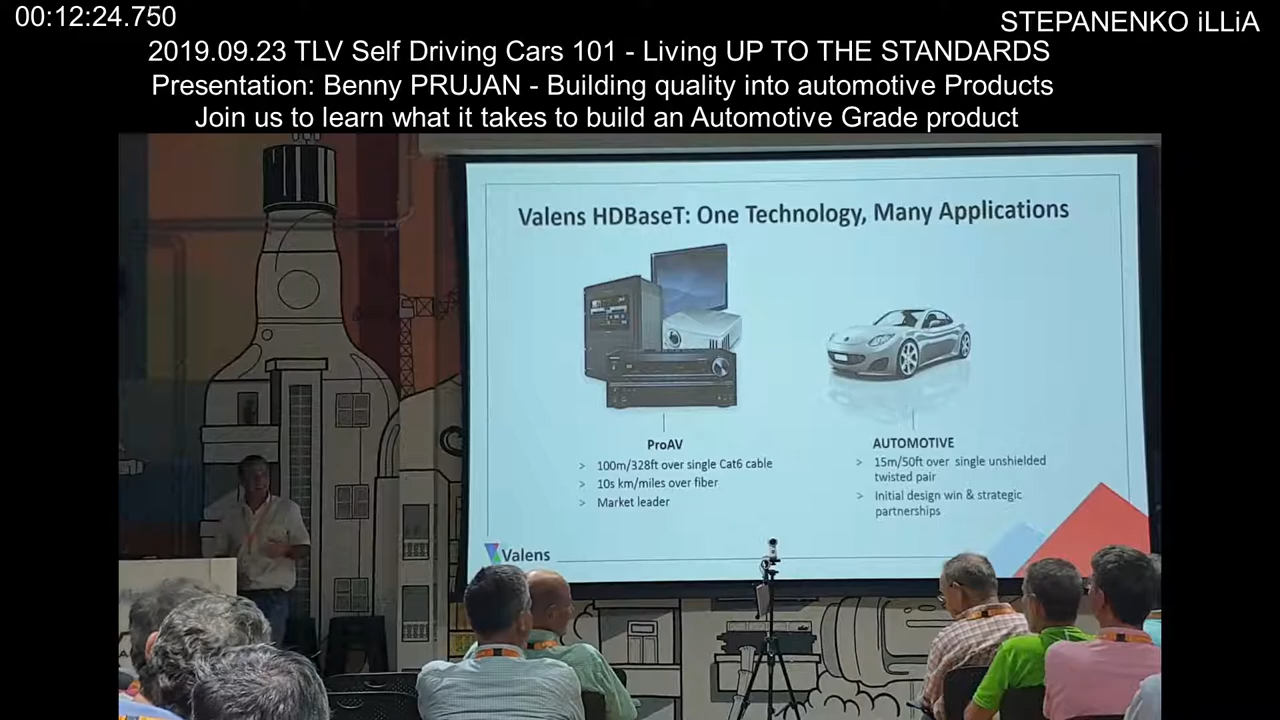 00:12:24.750
STEPANENKO iLLiA
2019.09.23 TLV Self Driving Cars 101 - Living UP TO THE STANDARDS
Presentation: Benny PRUJAN - Building quality into automotive Products
Join us to learn what it takes to build an Automotive Grade product
Valens HDBaseT: One Technology, Many Applications
ProAV
> 100m/328ft over single Cat6 cable
> 10s km/miles over fiber
> Market leader
AUTOMOTIVE
> 15m/50ft over single unshielded
twisted pair
> Initial design win & strategic
partnerships
Valens